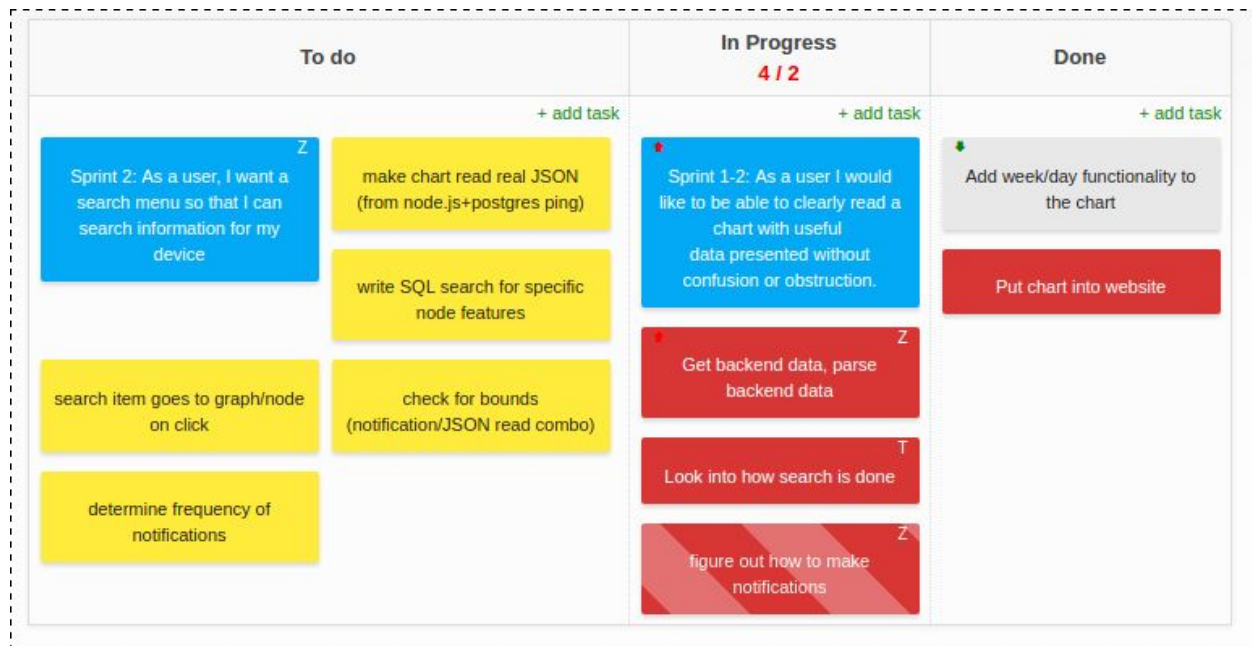 To do
In Progress
4 / 2
Done
+ add task
+ add task
+ add task
Z
Sprint 2: As a user, I want a
search menu so that I can
search information for my
device
make chart read real JSON
(from node.js+postgres ping)
write SQL search for specific
node features
search item goes to graph/node
on click
check for bounds
(notification/JSON read combo)
determine frequency of
notifications
Sprint 1-2: As a user I would
like to be able to clearly read a
chart with useful
data presented without
confusion or obstruction.
Z
Get backend data, parse
backend data
T
Look into how search is done
Z
figure out how to make
notifications
Add week/day functionality to
the chart
Put chart into website